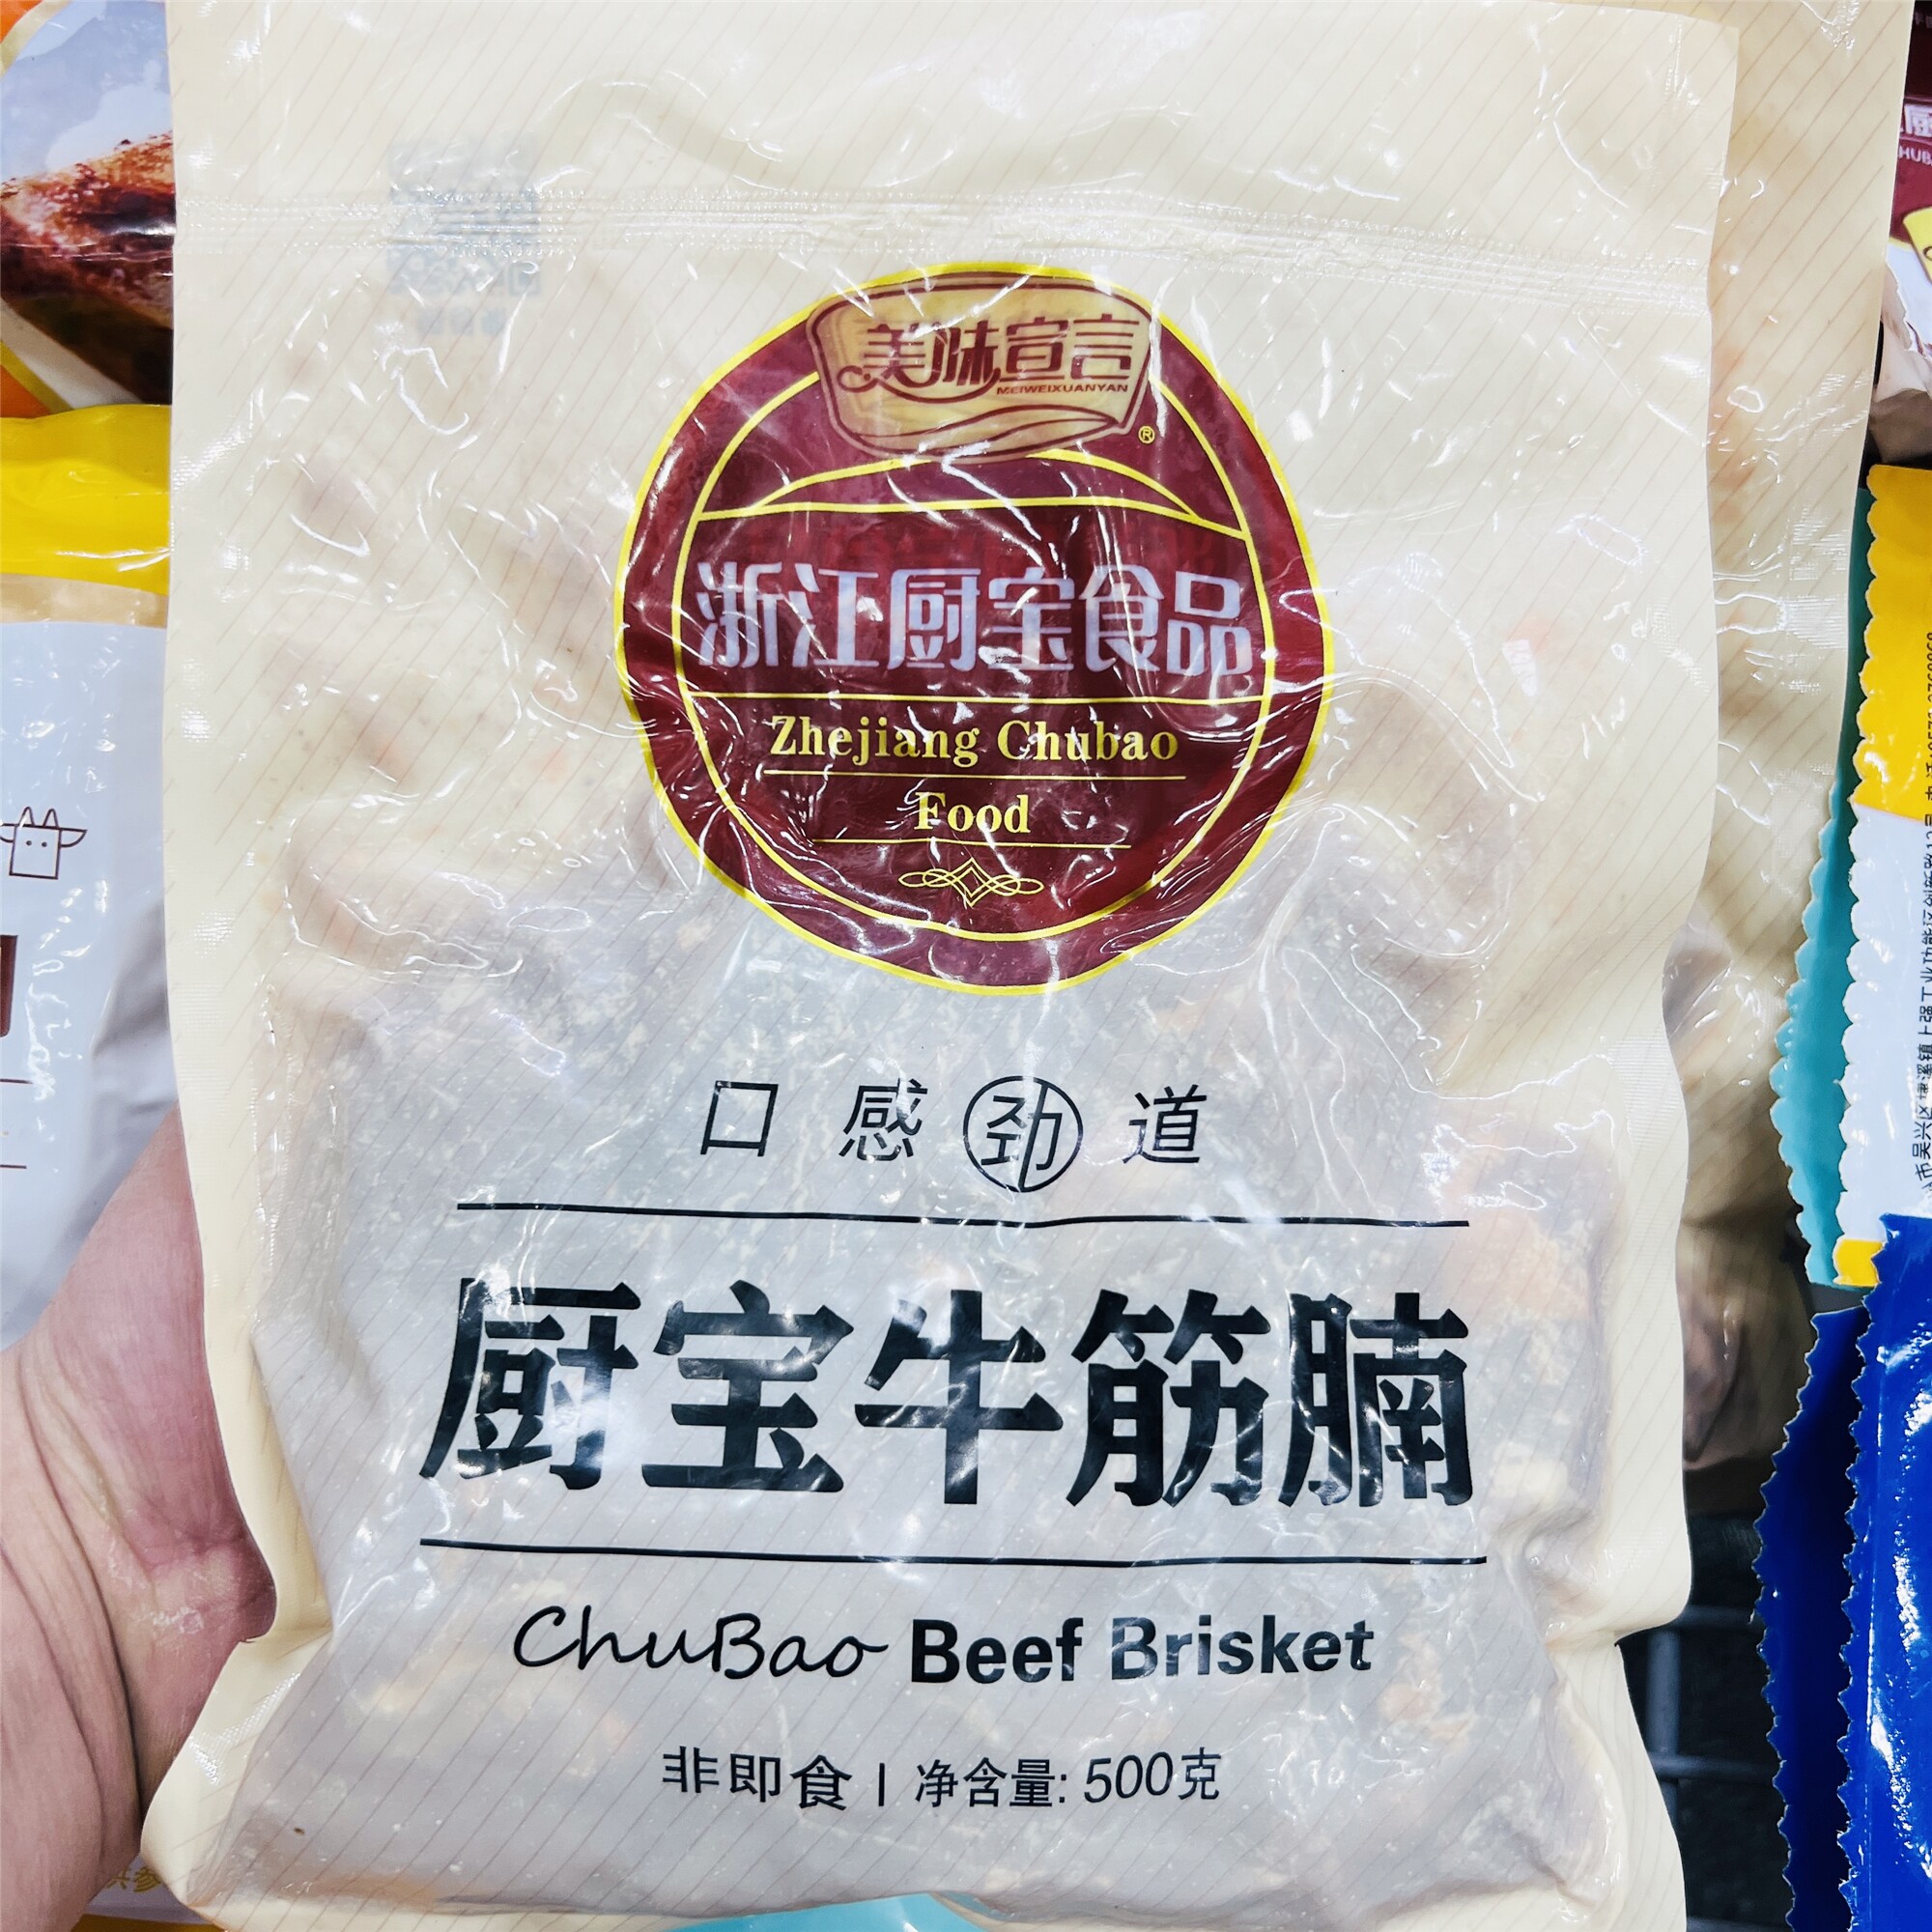 美味宣言
MEIWEIXUANYAN
®
浙江厨宝食品
Zhejiang Chubao
Food
口感劲道
厨宝牛筋腩
ChuBao Beef Brisket
非即食 | 净含量: 500克